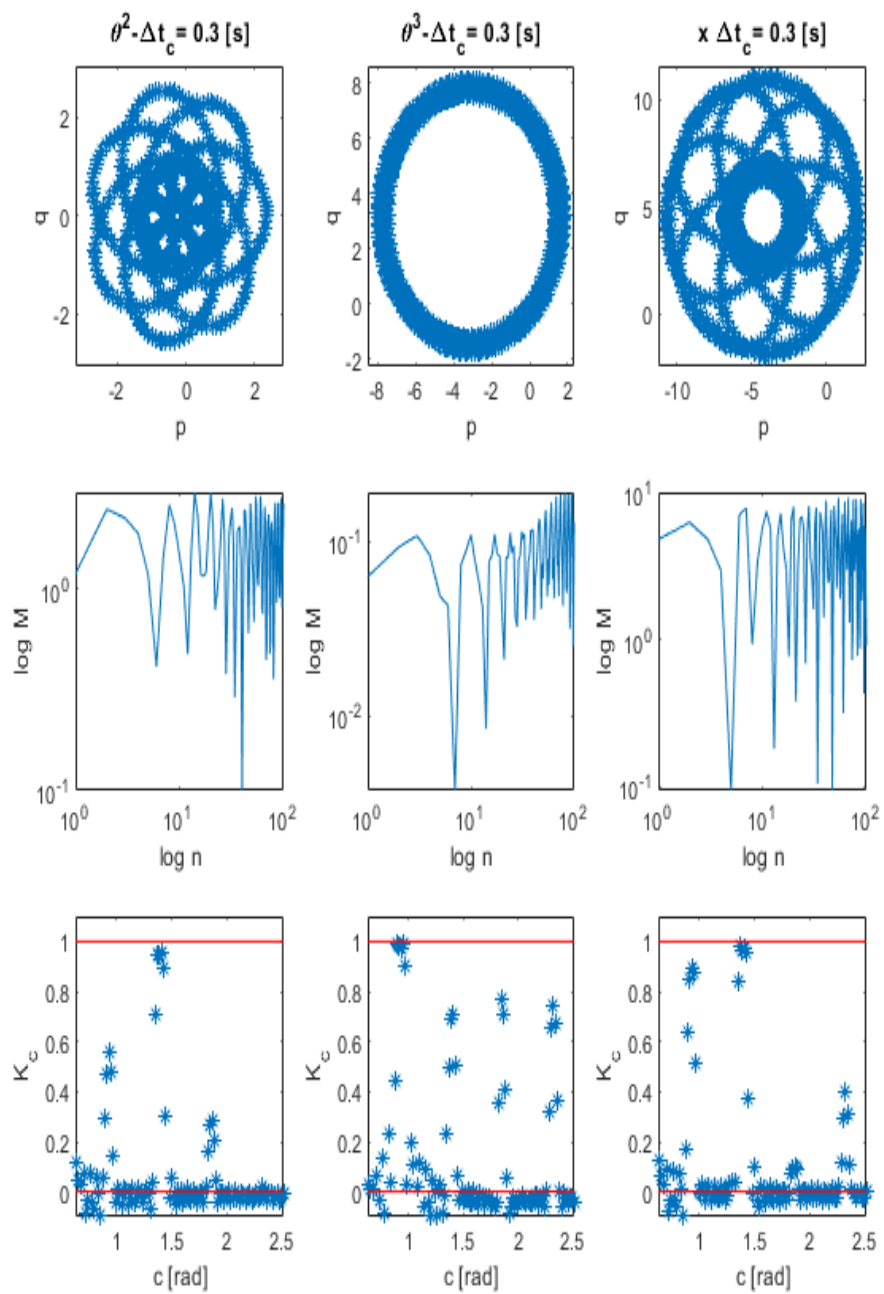 θ²-Δt_c= 0.3 [s]
θ³-Δt_c= 0.3 [s]
x Δt_c= 0.3 [s]
q
2
0
-2
-2 0 2
p
q
8
6
4
2
0
-2
-8 -6 -4 -2 0 2
p
q
10
5
0
-10 -5 0
p
log M
10⁰
10⁻¹
10⁰ 10¹ 10²
log n
log M
10⁻¹
10⁻²
10⁰ 10¹ 10²
log n
log M
10¹
10⁰
10⁻¹
10⁰ 10¹ 10²
log n
K_c
1
0.8
0.6
0.4
0.2
0
1 1.5 2 2.5
c [rad]
K_c
1
0.8
0.6
0.4
0.2
0
1 1.5 2 2.5
c [rad]
K_c
1
0.8
0.6
0.4
0.2
0
1 1.5 2 2.5
c [rad]